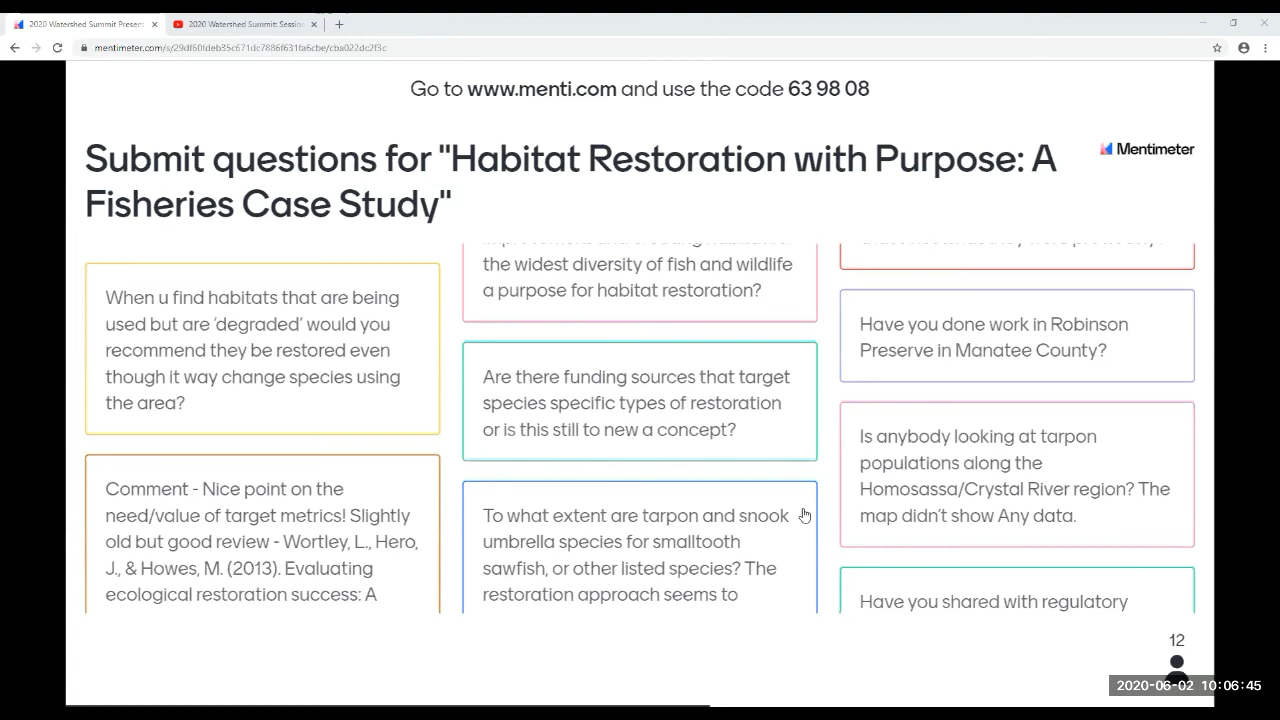 2020 Watershed Summit Presen
2020 Watershed Summit: Session
mentimeter.com/s/29df60fdeb35c671dc7886f631fa6cbe/cba022dc2f3c
Go to www.menti.com and use the code 63 98 08
Submit questions for "Habitat Restoration with Purpose: A
Fisheries Case Study"
Mentimeter
When u find habitats that are being
used but are ‘degraded’ would you
recommend they be restored even
though it way change species using
the area?
Comment - Nice point on the
need/value of target metrics! Slightly
old but good review - Wortley, L., Hero,
J., & Howes, M. (2013). Evaluating
ecological restoration success: A
the widest diversity of fish and wildlife
a purpose for habitat restoration?
Are there funding sources that target
species specific types of restoration
or is this still to new a concept?
To what extent are tarpon and snook
umbrella species for smalltooth
sawfish, or other listed species? The
restoration approach seems to
Have you done work in Robinson
Preserve in Manatee County?
Is anybody looking at tarpon
populations along the
Homosassa/Crystal River region? The
map didn’t show Any data.
Have you shared with regulatory
12
2020-06-02 10:06:45